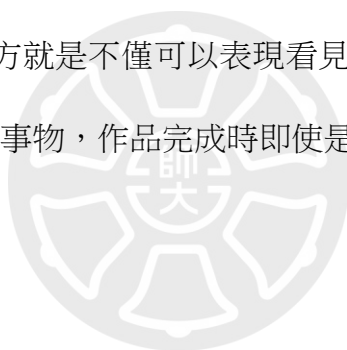 方就是不僅可以表現看見
事物，作品完成時即使是
師大